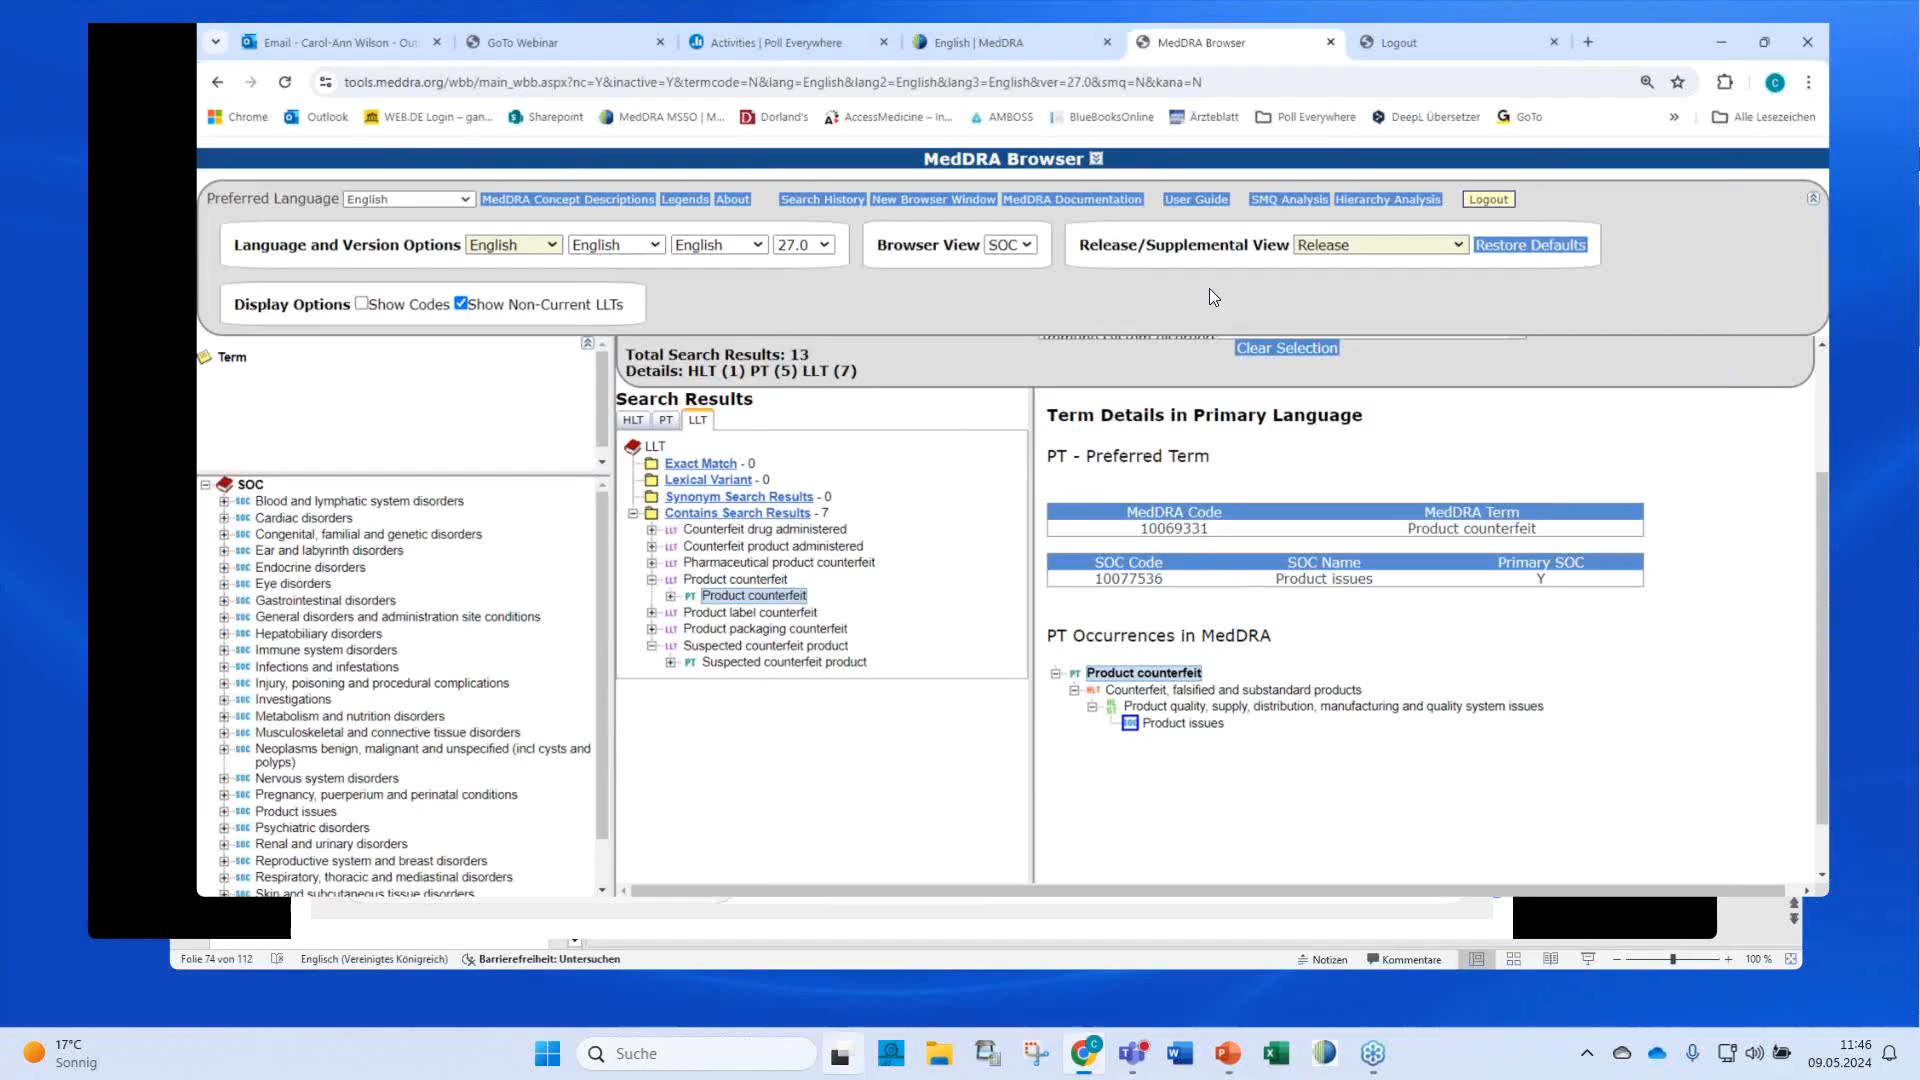 Email - Carol-Ann Wilson - Out
GoTo Webinar
Activities | Poll Everywhere
English | MedDRA
MedDRA Browser
Logout
tools.meddra.org/wbb/main_wbb.aspx?nc=Y&inactive=Y&termcode=N&lang=English&lang2=English&lang3=English&ver=27.0&smq=N&kana=N
Chrome
Outlook
WEB.DE Login – gan...
Sharepoint
MedDRA MSSO | M...
Dorland's
AccessMedicine – in...
AMBOSS
BlueBooksOnline
Ärzteblatt
Poll Everywhere
DeepL Übersetzer
GoTo
Alle Lesezeichen
MedDRA Browser
Preferred Language English MedDRA Concept Descriptions Legends About Search History New Browser Window MedDRA Documentation User Guide SMQ Analysis Hierarchy Analysis Logout
Language and Version Options English English English 27.0
Browser View SOC
Release/Supplemental View Release Restore Defaults
Display Options Show Codes Show Non-Current LLTs
Term
SOC
SOC Blood and lymphatic system disorders
SOC Cardiac disorders
SOC Congenital, familial and genetic disorders
SOC Ear and labyrinth disorders
SOC Endocrine disorders
SOC Eye disorders
SOC Gastrointestinal disorders
SOC General disorders and administration site conditions
SOC Hepatobiliary disorders
SOC Immune system disorders
SOC Infections and infestations
SOC Injury, poisoning and procedural complications
SOC Investigations
SOC Metabolism and nutrition disorders
SOC Musculoskeletal and connective tissue disorders
SOC Neoplasms benign, malignant and unspecified (incl cysts and
polyps)
SOC Nervous system disorders
SOC Pregnancy, puerperium and perinatal conditions
SOC Product issues
SOC Psychiatric disorders
SOC Renal and urinary disorders
SOC Reproductive system and breast disorders
SOC Respiratory, thoracic and mediastinal disorders
SOC Skin and subcutaneous tissue disorders
Total Search Results: 13
Details: HLT (1) PT (5) LLT (7)
Clear Selection
Search Results
HLT PT LLT
LLT
Exact Match - 0
Lexical Variant - 0
Synonym Search Results - 0
Contains Search Results - 7
LLT Counterfeit drug administered
LLT Counterfeit product administered
LLT Pharmaceutical product counterfeit
LLT Product counterfeit
PT Product counterfeit
LLT Product label counterfeit
LLT Product packaging counterfeit
LLT Suspected counterfeit product
PT Suspected counterfeit product
Term Details in Primary Language
PT - Preferred Term
MedDRA Code MedDRA Term
10069331 Product counterfeit
SOC Code SOC Name Primary SOC
10077536 Product issues Y
PT Occurrences in MedDRA
PT Product counterfeit
HLT Counterfeit, falsified and substandard products
HLGT Product quality, supply, distribution, manufacturing and quality system issues
SOC Product issues
Folie 74 von 112
Englisch (Vereinigtes Königreich)
Barrierefreiheit: Untersuchen
Notizen
Kommentare
100 %
17°C
Sonnig
Suche
11:46
09.05.2024